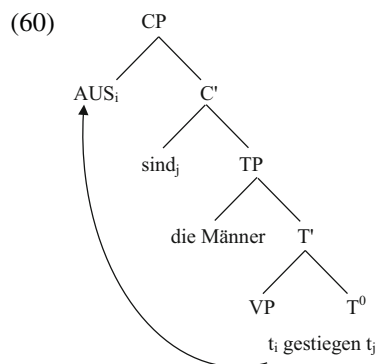 (60) CP
AUSi C'
sindj TP
die Männer T'
VP T0
ti gestiegen tj